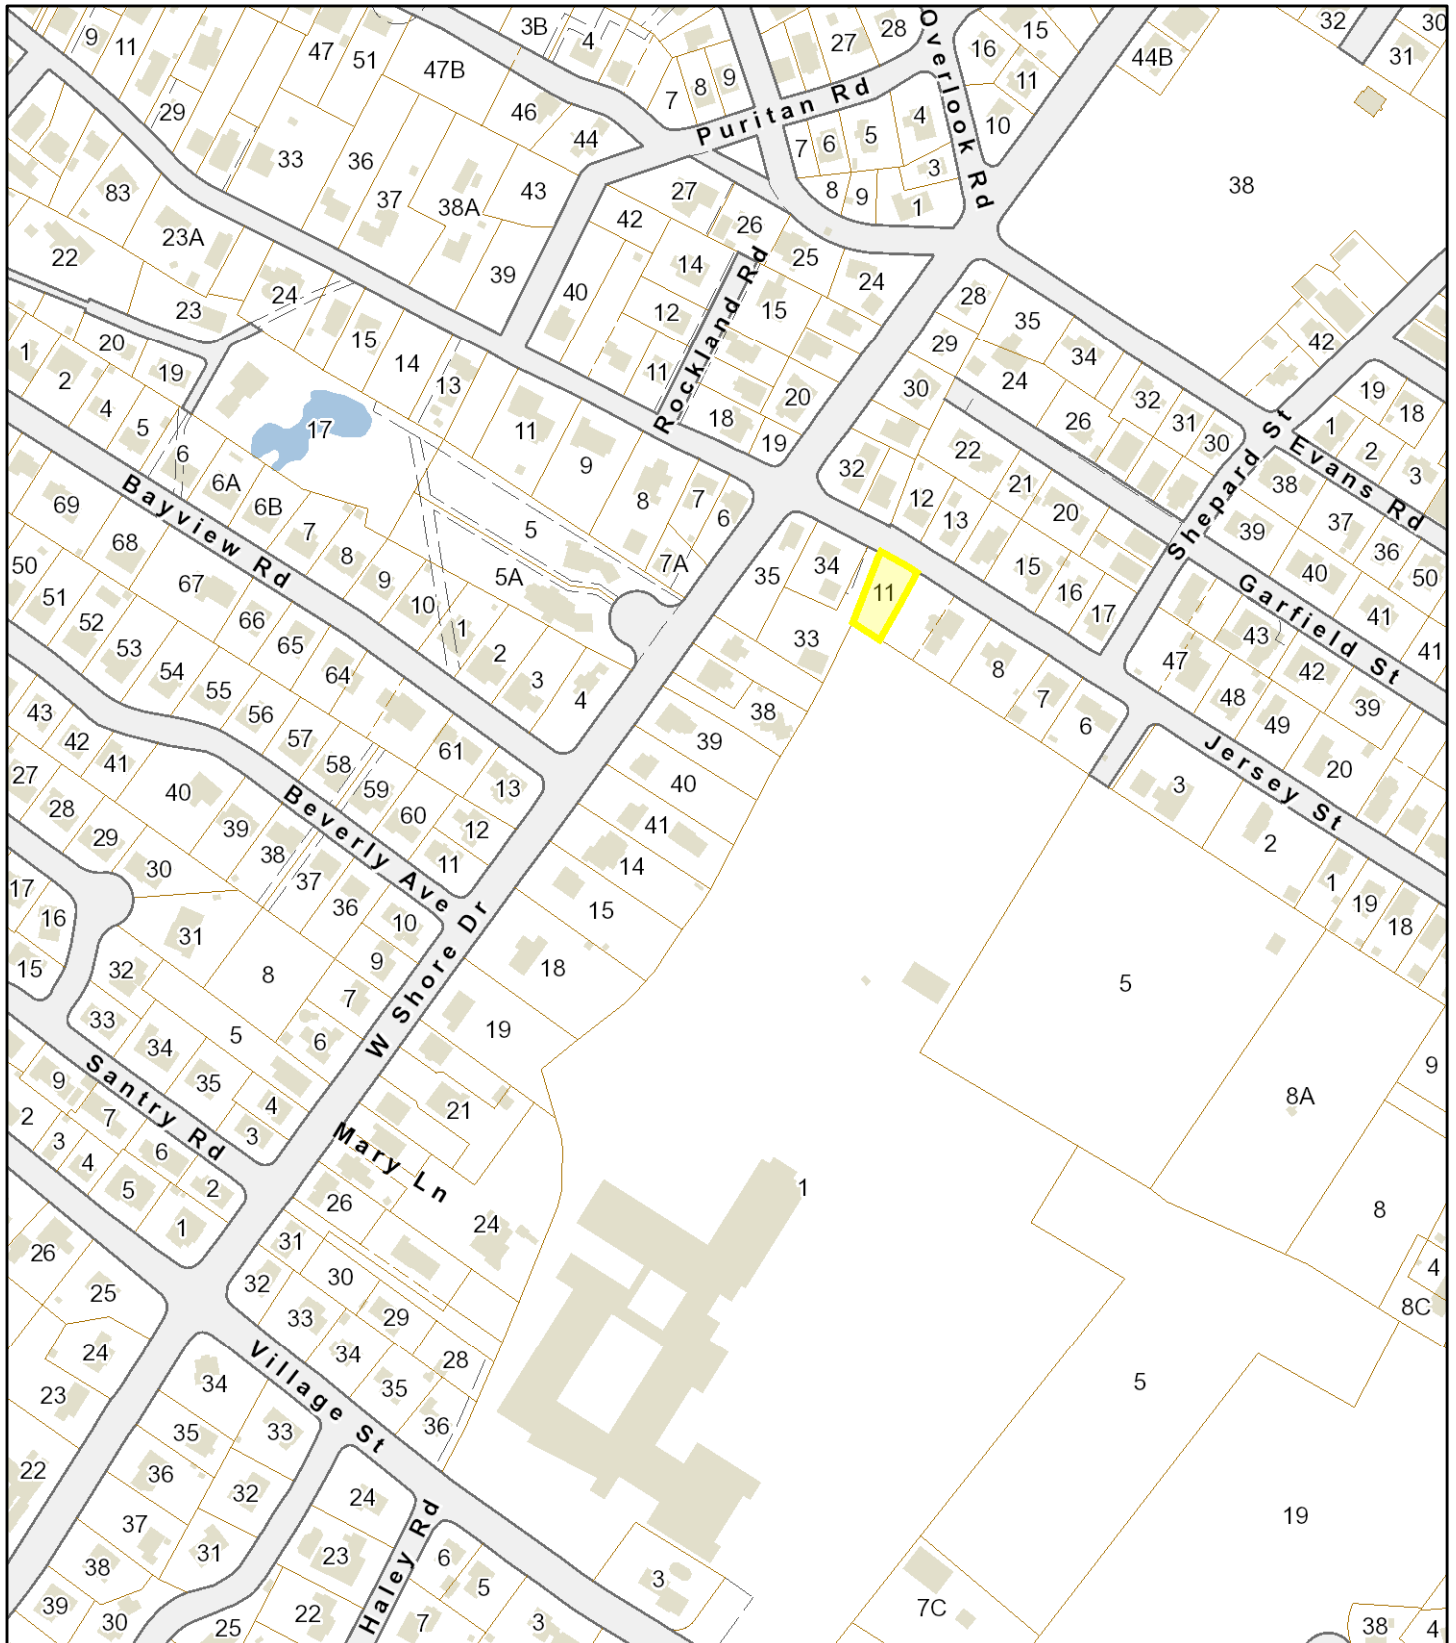 9 11 47 51 47B 3B 4 27 28 Overlook Rd 16 15 32 30
29 46 7 8 9 11 44B 31
Puritan Rd
33 36 44 7 6 5 4 10
83 37 38A 43 27 3 38
23A 42 26 8 9 1
22 24 39 14 25 24
23 40 12 15 28
Rockland Rd
1 20 15 35 42
2 19 14 13 11 29 34
4 17 30 24 19
5 11 18 20 32 18
6 19 26 31 1
6A 9 22 30 2
Bayview Rd
69 6B 8 7 32 21 Shepard St 38 3
Evans Rd
68 7 5 6 12 20 37
8 7A 13 39 36
50 67 9 5A 35 34 15 40 50
51 10 11 16
Garfield St
52 66 1 33 17 41
53 65 2 43 41
54 64 3 8 47 42
55 4 38 7 48 39
43 56 39 6 49
42 57 61
Jersey St
41 58 40 3 20
27 40 59 13
Beverly Ave
28 39 60 12 41 2
29 38 11 14
30 37 1
17 36 15 19
16 10 18
31
W Shore Dr
15 32 8 9 18 5
7
33 5 6 19
34
Santry Rd
9 35 9
2 7 4 21 8A
3 6 3
Mary Ln
4 5 2 1
1 26 24 8
26 31
25 32 30 4
33 29 8C
Village St
24 34 28
23 34 35 5
35 33 36
22 36 32 24
Haley Rd
37 31 23 19
38 6 5 3
39 30 25 22 7 3 7C 38 4